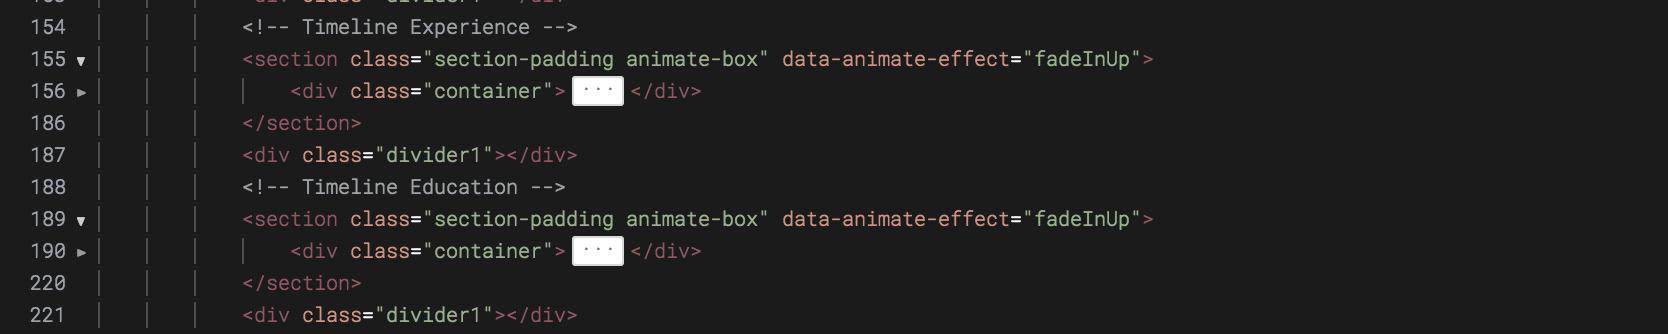 154 <!-- Timeline Experience -->
155 <section class="section-padding animate-box" data-animate-effect="fadeInUp">
156 <div class="container"> ··· </div>
186 </section>
187 <div class="divider1"></div>
188 <!-- Timeline Education -->
189 <section class="section-padding animate-box" data-animate-effect="fadeInUp">
190 <div class="container"> ··· </div>
220 </section>
221 <div class="divider1"></div>